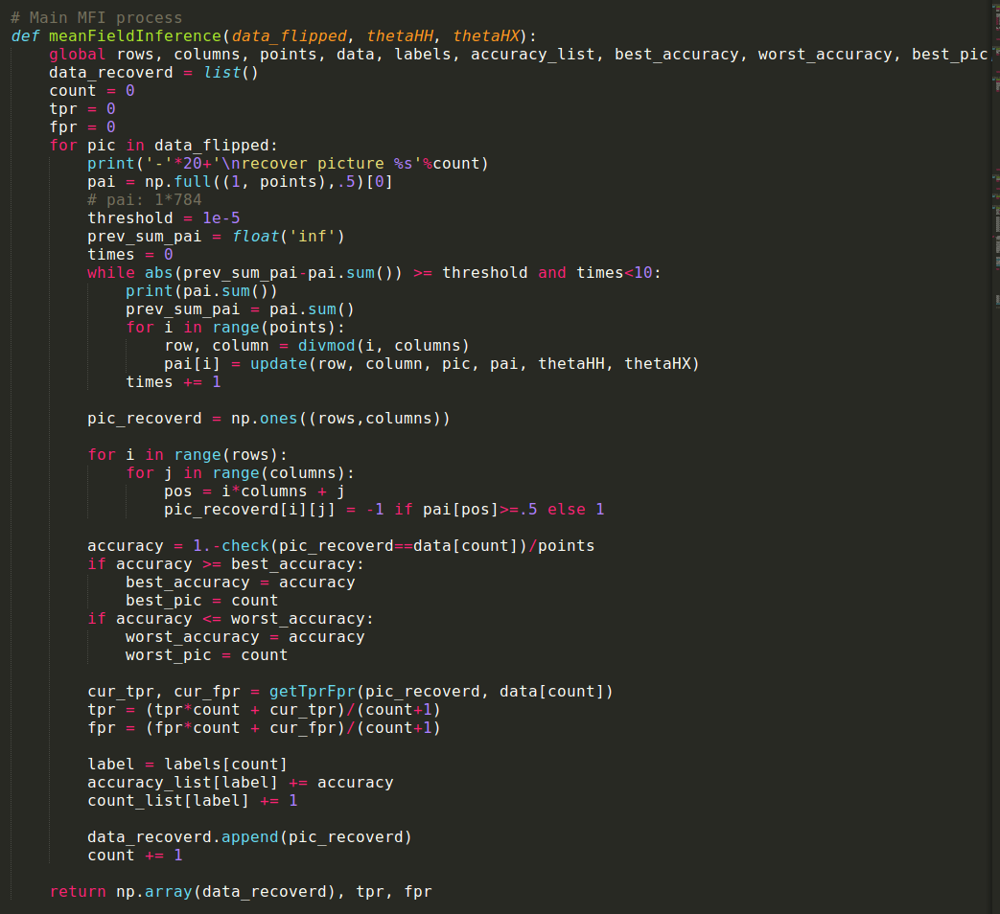 # Main MFI process
def meanFieldInference(data_flipped, thetaHH, thetaHX):
    global rows, columns, points, data, labels, accuracy_list, best_accuracy, worst_accuracy, best_pic,
    data_recoverd = list()
    count = 0
    tpr = 0
    fpr = 0
    for pic in data_flipped:
        print('-'*20+'\nrecover picture %s'%count)
        pai = np.full((1, points),.5)[0]
        # pai: 1*784
        threshold = 1e-5
        prev_sum_pai = float('inf')
        times = 0
        while abs(prev_sum_pai-pai.sum()) >= threshold and times<10:
            print(pai.sum())
            prev_sum_pai = pai.sum()
            for i in range(points):
                row, column = divmod(i, columns)
                pai[i] = update(row, column, pic, pai, thetaHH, thetaHX)
            times += 1

        pic_recoverd = np.ones((rows,columns))

        for i in range(rows):
            for j in range(columns):
                pos = i*columns + j
                pic_recoverd[i][j] = -1 if pai[pos]>=.5 else 1

        accuracy = 1.-check(pic_recoverd==data[count])/points
        if accuracy >= best_accuracy:
            best_accuracy = accuracy
            best_pic = count
        if accuracy <= worst_accuracy:
            worst_accuracy = accuracy
            worst_pic = count

        cur_tpr, cur_fpr = getTprFpr(pic_recoverd, data[count])
        tpr = (tpr*count + cur_tpr)/(count+1)
        fpr = (fpr*count + cur_fpr)/(count+1)

        label = labels[count]
        accuracy_list[label] += accuracy
        count_list[label] += 1

        data_recoverd.append(pic_recoverd)
        count += 1

    return np.array(data_recoverd), tpr, fpr